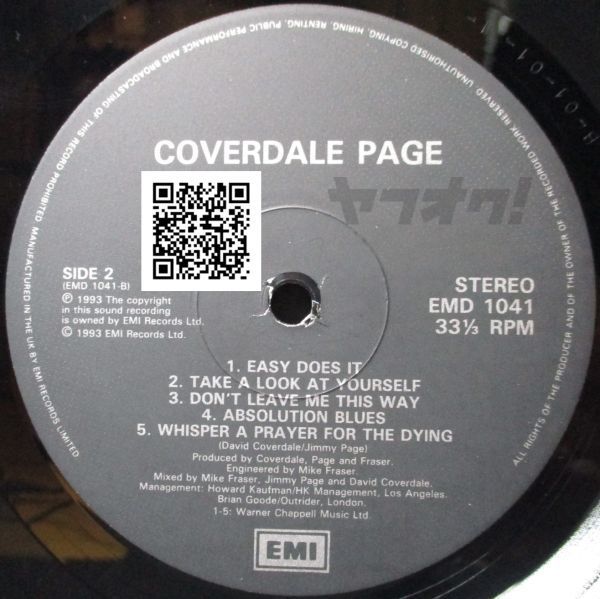 COVERDALE PAGE
ヤフオク!
SIDE 2
(EMD 1041-B)
Ⓟ 1993 The copyright
in this sound recording
is owned by EMI Records Ltd.
© 1993 EMI Records Ltd.
STEREO
EMD 1041
33⅓ RPM
1. EASY DOES IT
2. TAKE A LOOK AT YOURSELF
3. DON'T LEAVE ME THIS WAY
4. ABSOLUTION BLUES
5. WHISPER A PRAYER FOR THE DYING
(David Coverdale/Jimmy Page)
Produced by Coverdale, Page and Fraser.
Engineered by Mike Fraser.
Mixed by Mike Fraser, Jimmy Page and David Coverdale.
Management: Howard Kaufman/HK Management, Los Angeles.
Brian Goode/Outrider, London.
1-5: Warner Chappell Music Ltd.
EMI
ALL RIGHTS OF THE PRODUCER AND OF THE OWNER OF THE RECORDED WORK RESERVED. UNAUTHORISED COPYING, HIRING, RENTING, PUBLIC PERFORMANCE AND BROADCASTING OF THIS RECORD PROHIBITED. MANUFACTURED IN THE UK BY EMI RECORDS LIMITED